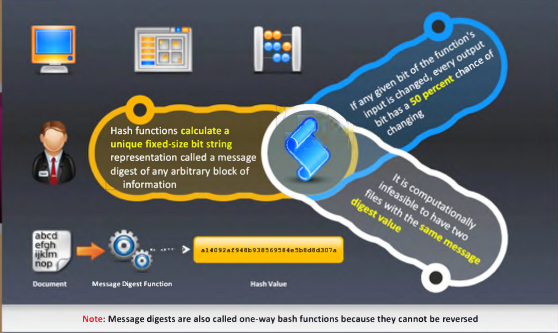 If any given bit of the function's
input is changed, every output
bit has a 50 percent chance of
changing
Hash functions calculate a
unique fixed-size bit string
representation called a message
digest of any arbitrary block of
information
It is computationally
infeasible to have two
files with the same message
digest value
abcd
efgh
ijklm
nop
a14092af948b938569584e5b8d8d307a
Document
Message Digest Function
Hash Value
Note: Message digests are also called one-way bash functions because they cannot be reversed